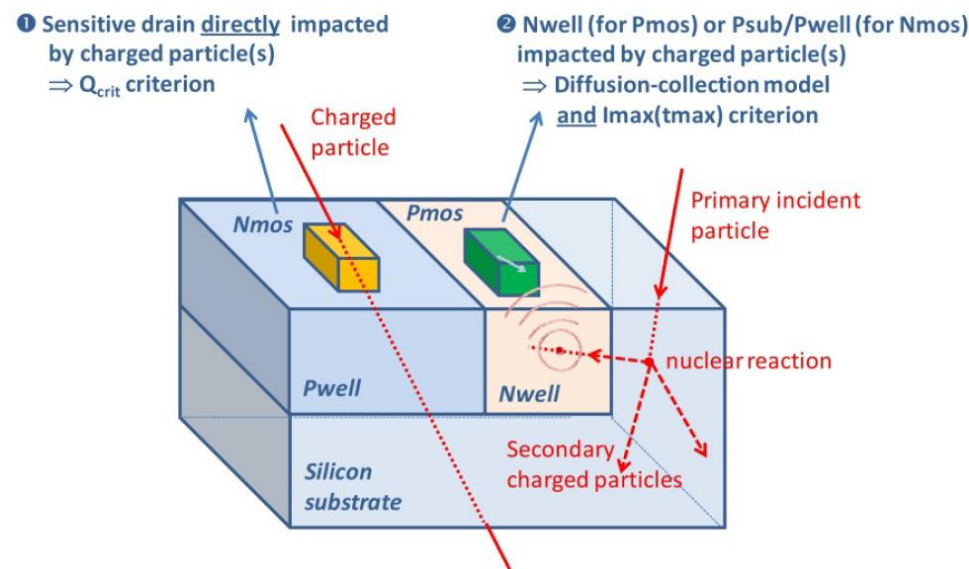 ❶ Sensitive drain directly impacted
by charged particle(s)
⇒ Qcrit criterion
❷ Nwell (for Pmos) or Psub/Pwell (for Nmos)
impacted by charged particle(s)
⇒ Diffusion-collection model
and Imax(tmax) criterion
Charged
particle
Primary incident
particle
Nmos
Pmos
nuclear reaction
Pwell
Nwell
Secondary
charged particles
Silicon
substrate